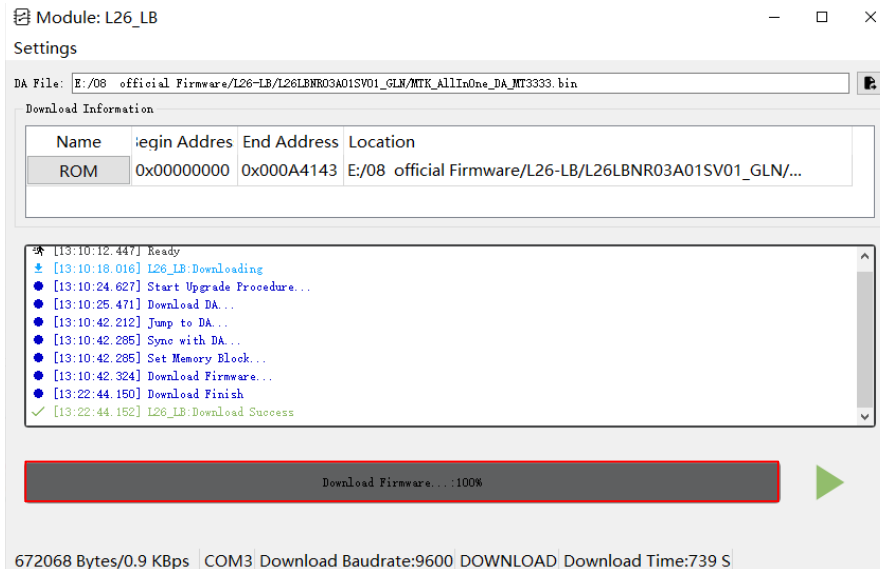 Module: L26_LB
Settings
DA File: E:/08 official Firmware/L26-LB/L26LBNR03A01SV01_GLN/MTK_AllInOne_DA_MT3333.bin
Download Information
Name egin Addres End Address Location
ROM 0x00000000 0x000A4143 E:/08 official Firmware/L26-LB/L26LBNR03A01SV01_GLN/...
[13:10:12.447] Ready
[13:10:18.016] L26_LB:Downloading
[13:10:24.627] Start Upgrade Procedure...
[13:10:25.471] Download DA...
[13:10:42.212] Jump to DA...
[13:10:42.285] Sync with DA...
[13:10:42.285] Set Memory Block...
[13:10:42.324] Download Firmware...
[13:22:44.150] Download Finish
[13:22:44.152] L26_LB:Download Success
Download Firmware...:100%
672068 Bytes/0.9 KBps COM3 Download Baudrate:9600 DOWNLOAD Download Time:739 S